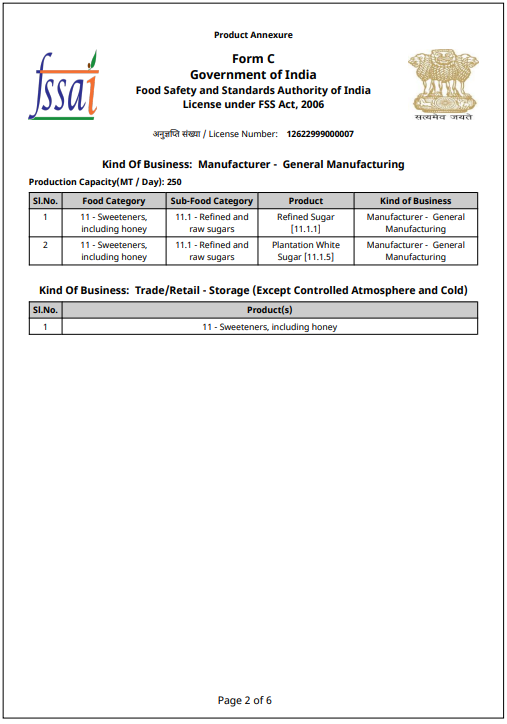 Product Annexure
Form C
Government of India
Food Safety and Standards Authority of India
License under FSS Act, 2006
fssai
सत्यमेव जयते
अनुज्ञप्ति संख्या / License Number: 12622999000007
Kind Of Business: Manufacturer - General Manufacturing
Production Capacity(MT / Day): 250
Sl.No. Food Category Sub-Food Category Product Kind of Business
1 11 - Sweeteners, 11.1 - Refined and Refined Sugar Manufacturer - General
including honey raw sugars [11.1.1] Manufacturing
2 11 - Sweeteners, 11.1 - Refined and Plantation White Manufacturer - General
including honey raw sugars Sugar [11.1.5] Manufacturing
Kind Of Business: Trade/Retail - Storage (Except Controlled Atmosphere and Cold)
Sl.No. Product(s)
1 11 - Sweeteners, including honey
Page 2 of 6